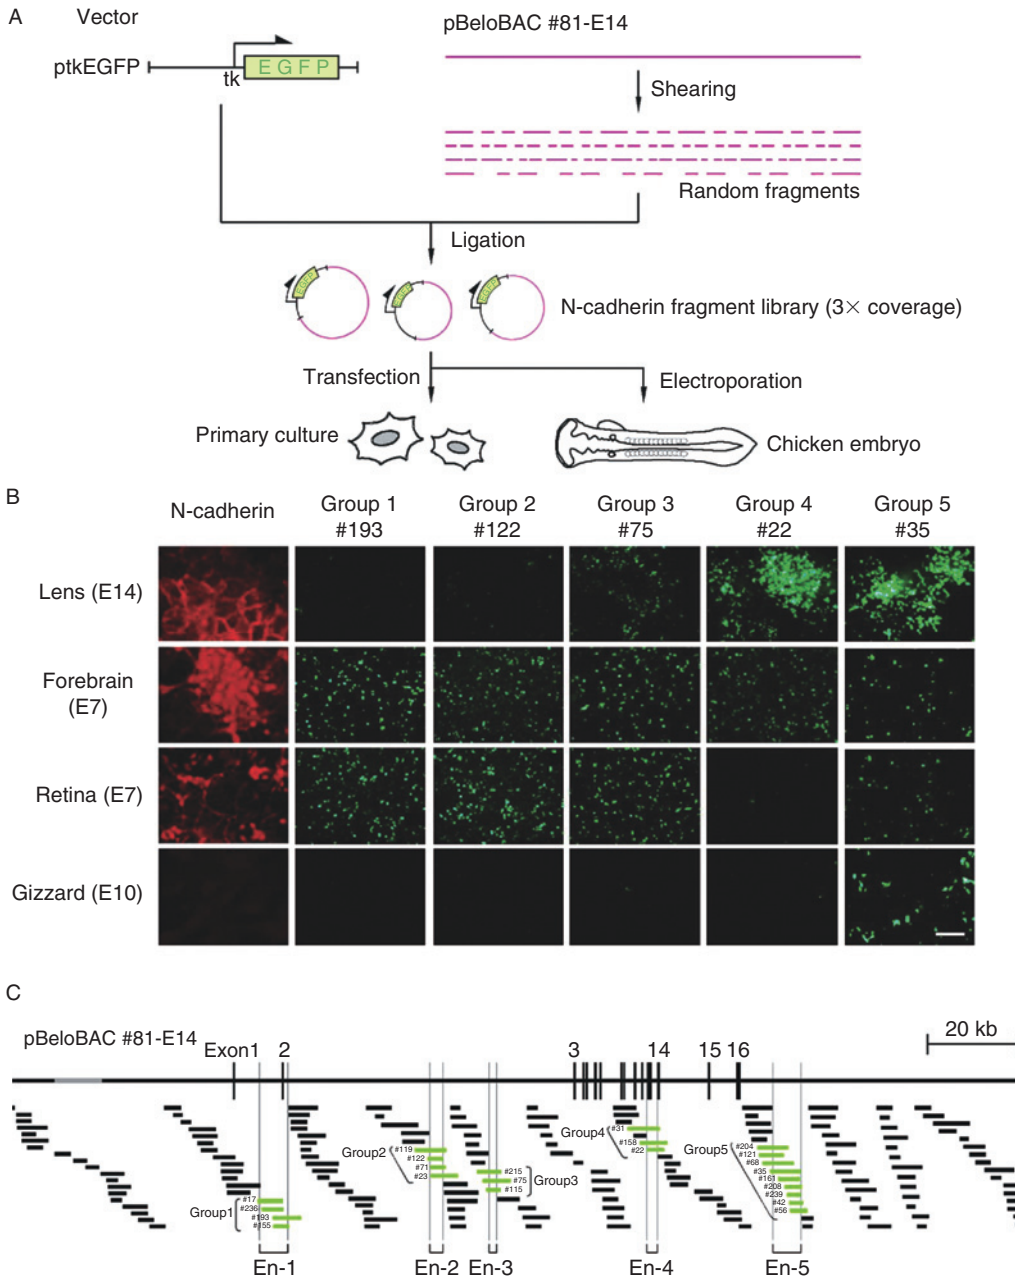 A
Vector
pBeloBAC #81-E14
ptkEGFP
tk
EGFP
Shearing
Random fragments
Ligation
EGFP
EGFP
EGFP
N-cadherin fragment library (3× coverage)
Transfection
Electroporation
Primary culture
Chicken embryo
B
N-cadherin
Group 1
#193
Group 2
#122
Group 3
#75
Group 4
#22
Group 5
#35
Lens (E14)
Forebrain
(E7)
Retina (E7)
Gizzard (E10)
C
pBeloBAC #81-E14
Exon1
2
3
14
15
16
20 kb
Group1
#17
#236
#193
#155
Group2
#119
#122
#71
#23
#215
#75
#115
Group3
Group4
#31
#158
#22
Group5
#204
#121
#68
#35
#161
#208
#239
#42
#56
En-1
En-2
En-3
En-4
En-5